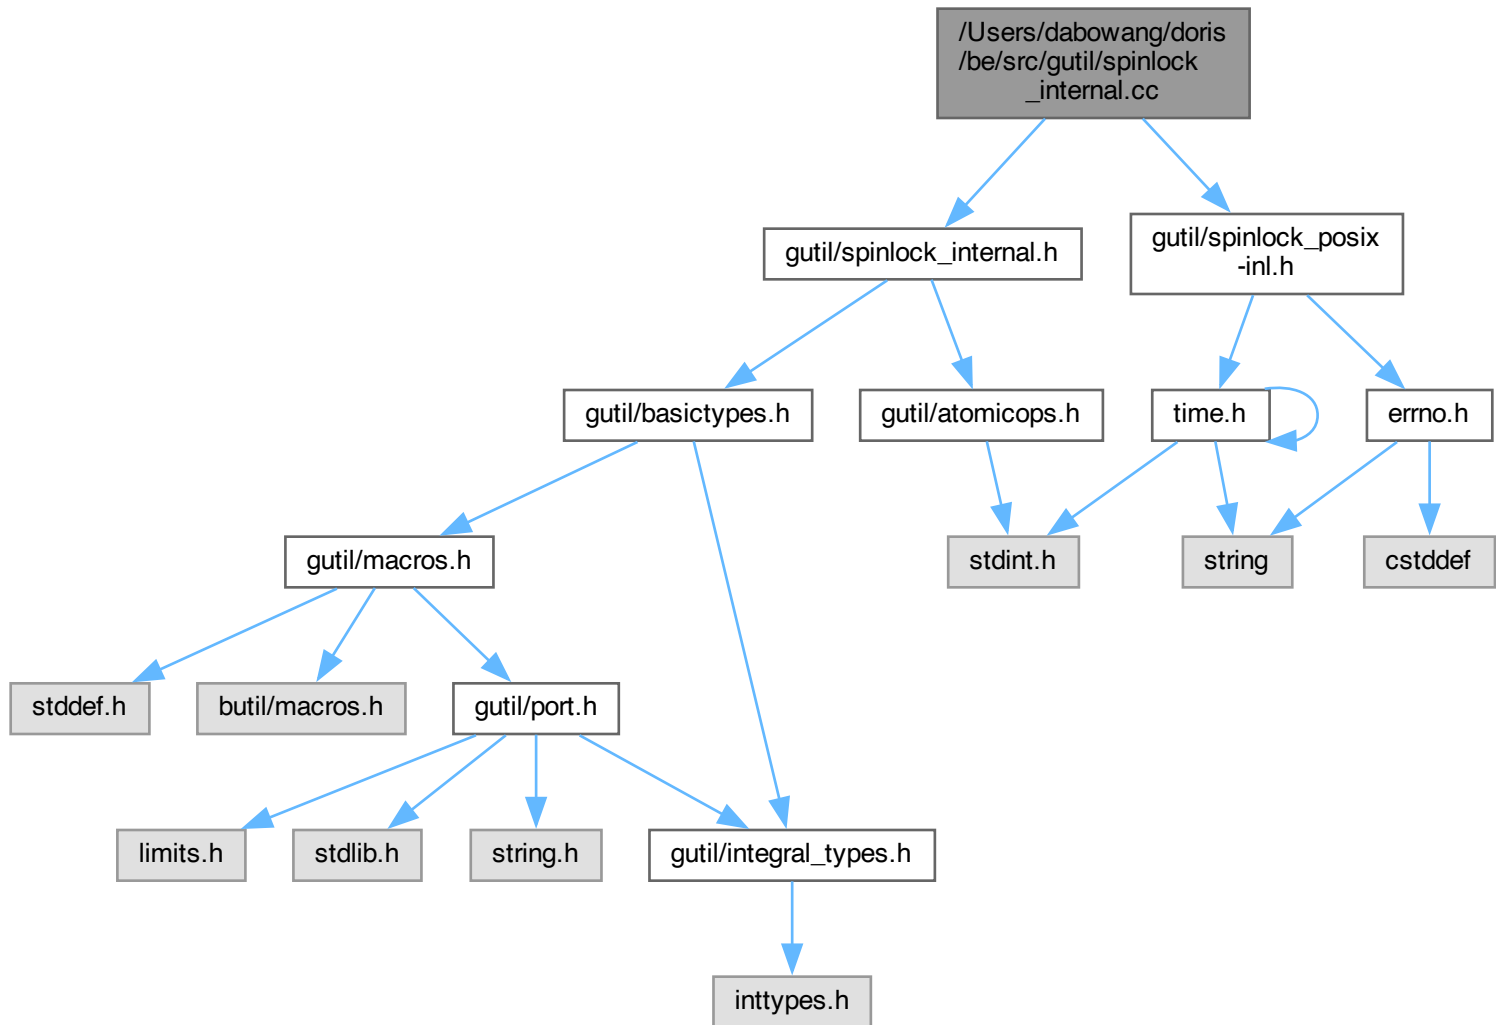 /Users/dabowang/doris
/be/src/gutil/spinlock
_internal.cc
gutil/spinlock_internal.h
gutil/spinlock_posix
-inl.h
gutil/basictypes.h
gutil/atomicops.h
time.h
errno.h
gutil/macros.h
stdint.h
string
cstddef
stddef.h
butil/macros.h
gutil/port.h
limits.h
stdlib.h
string.h
gutil/integral_types.h
inttypes.h